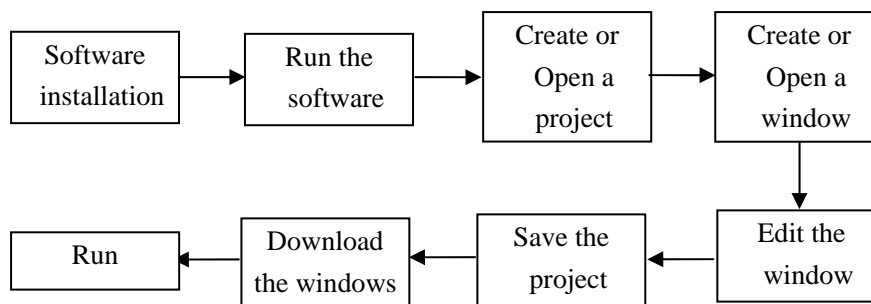 Software
installation
Run the
software
Create or
Open a
project
Create or
Open a
window
Edit the
window
Save the
project
Download
the windows
Run